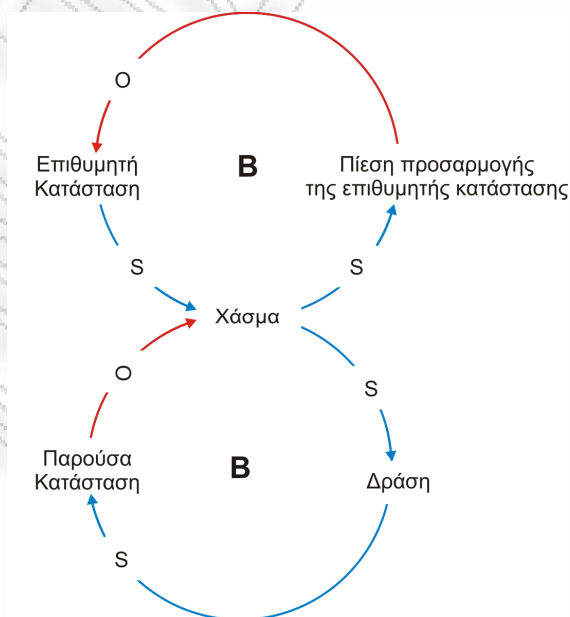 O
Επιθυμητή
Κατάσταση
B
Πίεση προσαρμογής
της επιθυμητής κατάστασης
S
S
Χάσμα
O
S
Παρούσα
Κατάσταση
B
Δράση
S